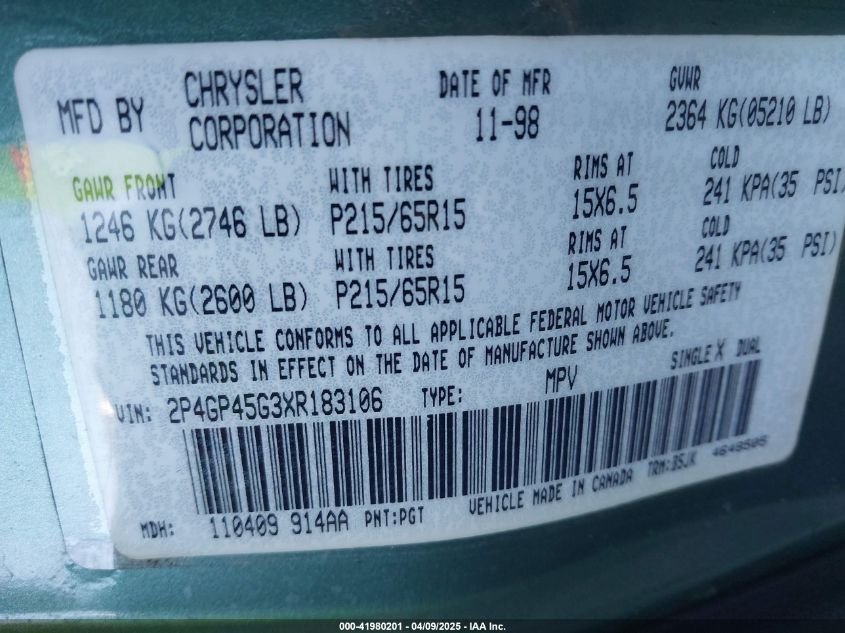 MFD BY CHRYSLER CORPORATION DATE OF MFR 11-98 GVWR 2364 KG(05210 LB)
GAWR FRONT WITH TIRES RIMS AT COLD
1246 KG(2746 LB) P215/65R15 15X6.5 241 KPA(35 PSI)
GAWR REAR WITH TIRES RIMS AT COLD
1180 KG(2600 LB) P215/65R15 15X6.5 241 KPA(35 PSI)
THIS VEHICLE CONFORMS TO ALL APPLICABLE FEDERAL MOTOR VEHICLE SAFETY
STANDARDS IN EFFECT ON THE DATE OF MANUFACTURE SHOWN ABOVE.
VIN: 2P4GP45G3XR183106 TYPE: MPV SINGLE X DUAL
MDH: 110409 914AA PNT:PGT VEHICLE MADE IN CANADA TRM:B5JK 4648505
000-41980201 - 04/09/2025 - IAA Inc.